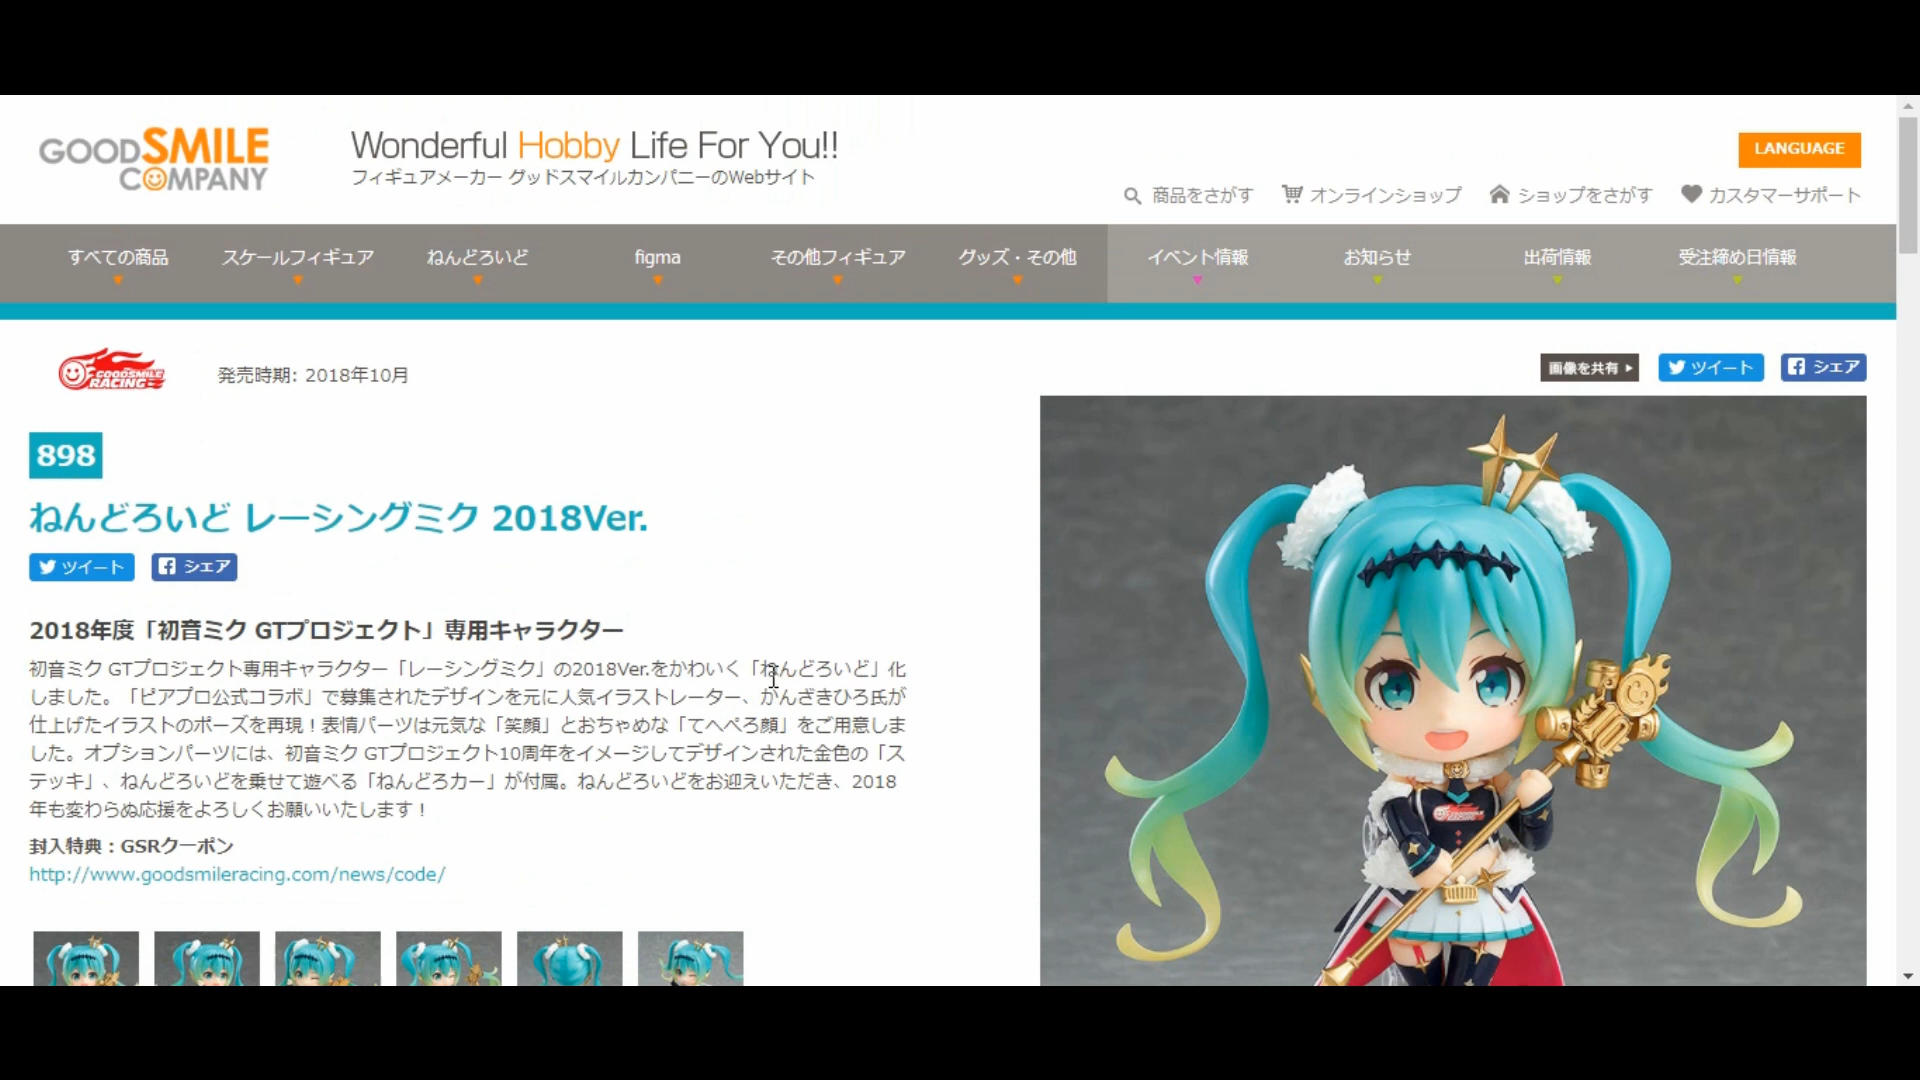 GOODSMILE
COMPANY
Wonderful Hobby Life For You!!
フィギュアメーカー グッドスマイルカンパニーのWebサイト
LANGUAGE
商品をさがす オンラインショップ ショップをさがす カスタマーサポート
すべての商品 スケールフィギュア ねんどろいど figma その他フィギュア グッズ・その他 イベント情報 お知らせ 出荷情報 受注締め日情報
GOODSMILE
RACING
発売時期: 2018年10月
画像を共有 ツイート シェア
898
ねんどろいど レーシングミク 2018Ver.
ツイート シェア
2018年度「初音ミク GTプロジェクト」専用キャラクター
初音ミク GTプロジェクト専用キャラクター「レーシングミク」の2018Ver.をかわいく「ねんどろいど」化
しました。「ピアプロ公式コラボ」で募集されたデザインを元に人気イラストレーター、かんざきひろ氏が
仕上げたイラストのポーズを再現！表情パーツは元気な「笑顔」とおちゃめな「てへぺろ顔」をご用意しま
した。オプションパーツには、初音ミク GTプロジェクト10周年をイメージしてデザインされた金色の「ス
テッキ」、ねんどろいどを乗せて遊べる「ねんどろカー」が付属。ねんどろいどをお迎えいただき、2018
年も変わらぬ応援をよろしくお願いいたします！
封入特典：GSRクーポン
http://www.goodsmileracing.com/news/code/